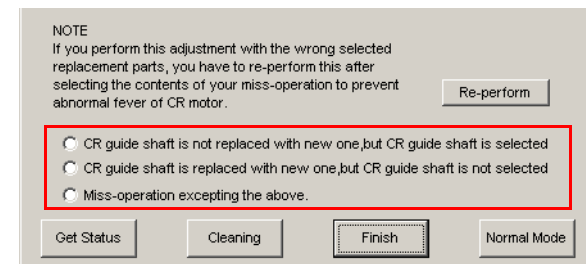 NOTE
If you perform this adjustment with the wrong selected
replacement parts, you have to re-perform this after
selecting the contents of your miss-operation to prevent
abnormal fever of CR motor.
Re-perform
CR guide shaft is not replaced with new one,but CR guide shaft is selected
CR guide shaft is replaced with new one,but CR guide shaft is not selected
Miss-operation excepting the above.
Get Status
Cleaning
Finish
Normal Mode